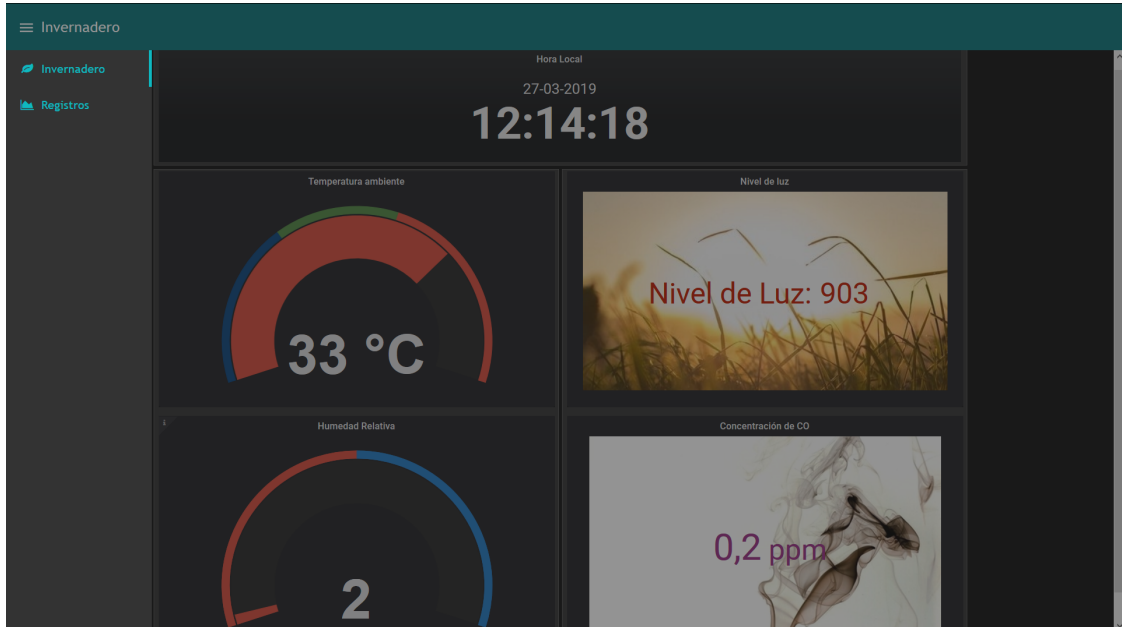 Invernadero
Invernadero
Registros
Hora Local
27-03-2019
12:14:18
Temperatura ambiente
33 °C
Nivel de luz
Nivel de Luz: 903
i
Humedad Relativa
2
Concentración de CO
0,2 ppm